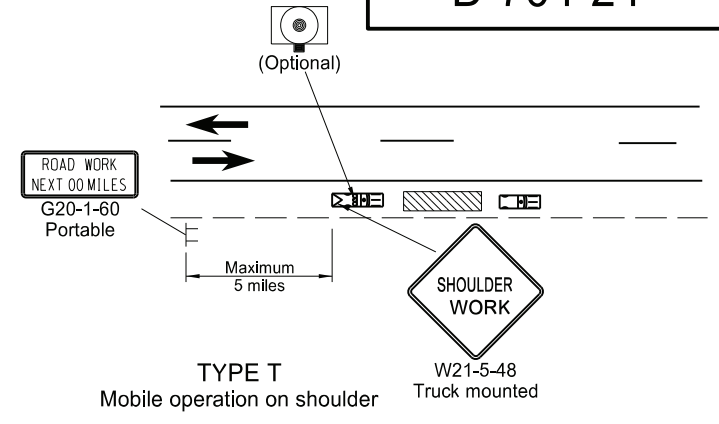 (Optional)
ROAD WORK
NEXT 00 MILES
G20-1-60
Portable
Maximum
5 miles
SHOULDER
WORK
W21-5-48
Truck mounted
TYPE T
Mobile operation on shoulder